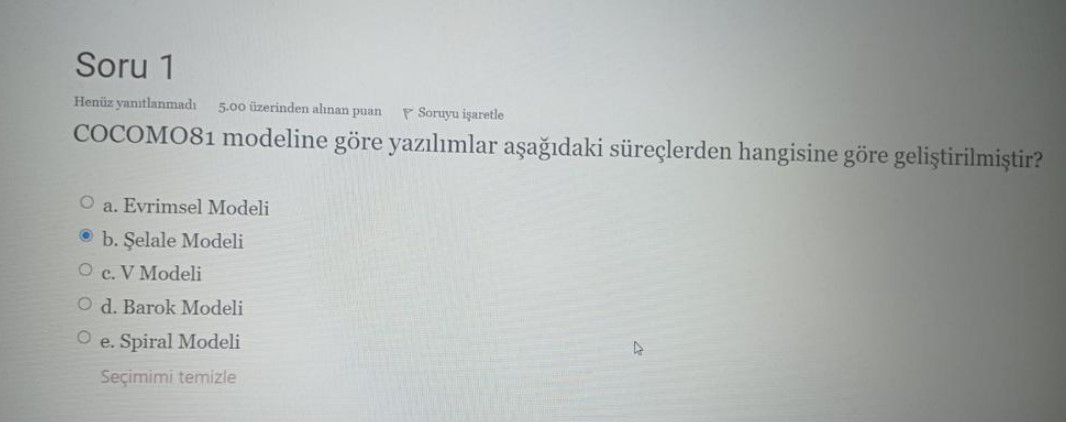 Soru 1
Henüz yanıtlanmadı 5.00 üzerinden alınan puan Soruyu işaretle
COCOMO81 modeline göre yazılımlar aşağıdaki süreçlerden hangisine göre geliştirilmiştir?
a. Evrimsel Modeli
b. Şelale Modeli
c. V Modeli
d. Barok Modeli
e. Spiral Modeli
Seçimimi temizle